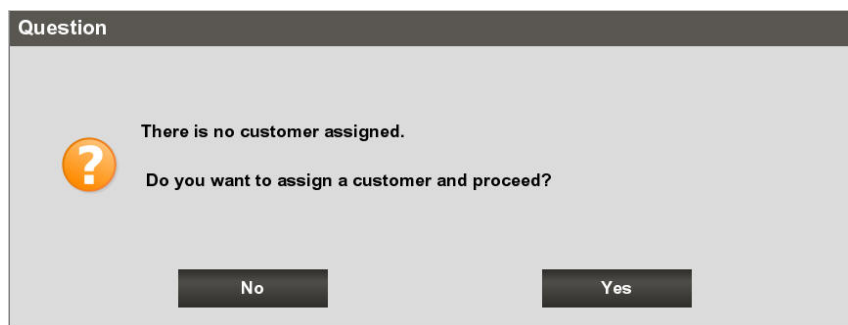 Question
There is no customer assigned.
Do you want to assign a customer and proceed?
No Yes